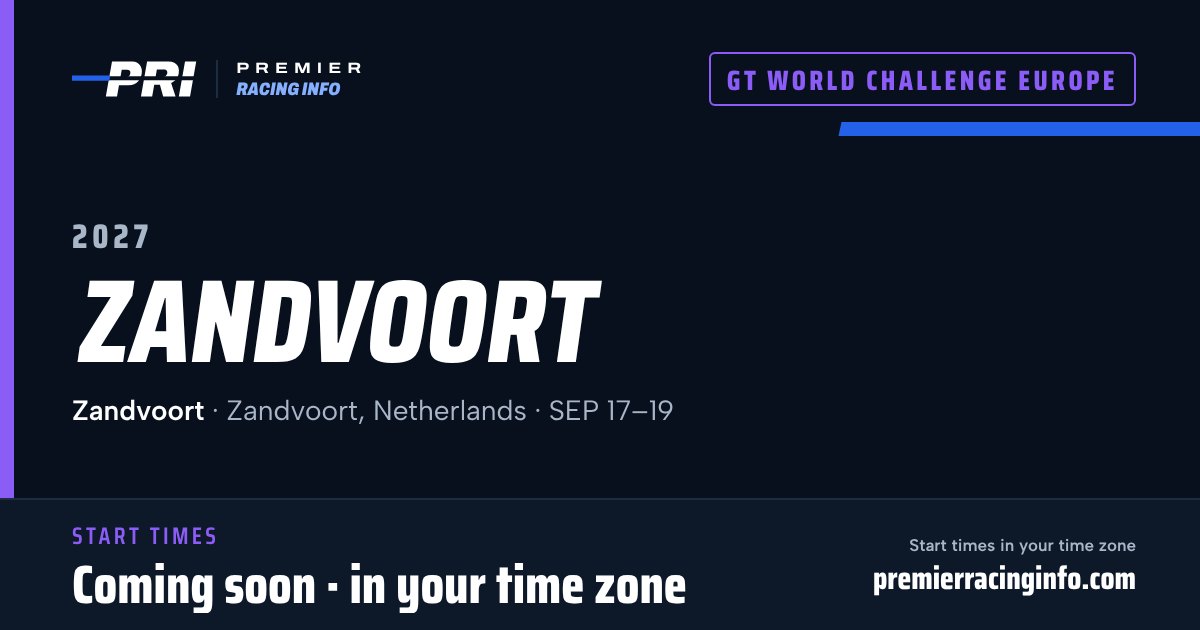 PRI
PREMIER
RACING INFO
GT WORLD CHALLENGE EUROPE
2027
ZANDVOORT
Zandvoort · Zandvoort, Netherlands · SEP 17–19
START TIMES
Coming soon · in your time zone
Start times in your time zone
premierracinginfo.com